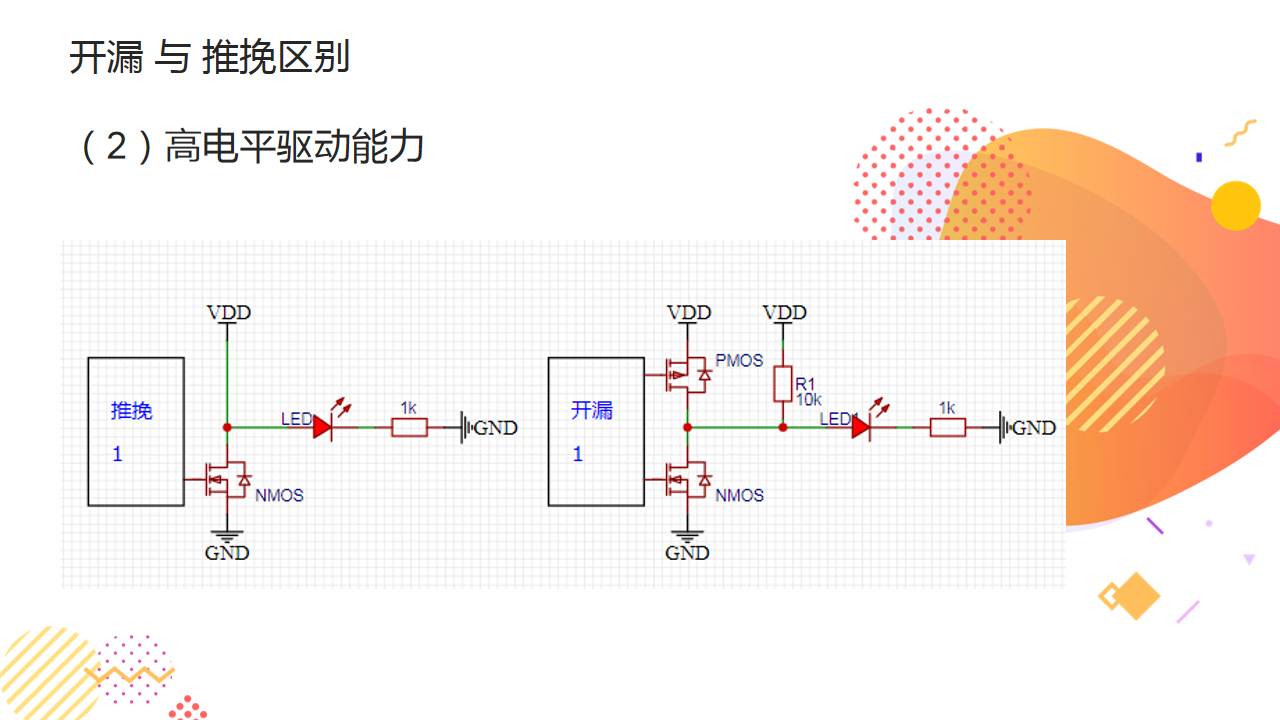 开漏 与 推挽区别
（2）高电平驱动能力
VDD
推挽
1
LED
1k
GND
NMOS
GND
VDD
VDD
PMOS
开漏
1
R1
10k
LED1
1k
GND
NMOS
GND